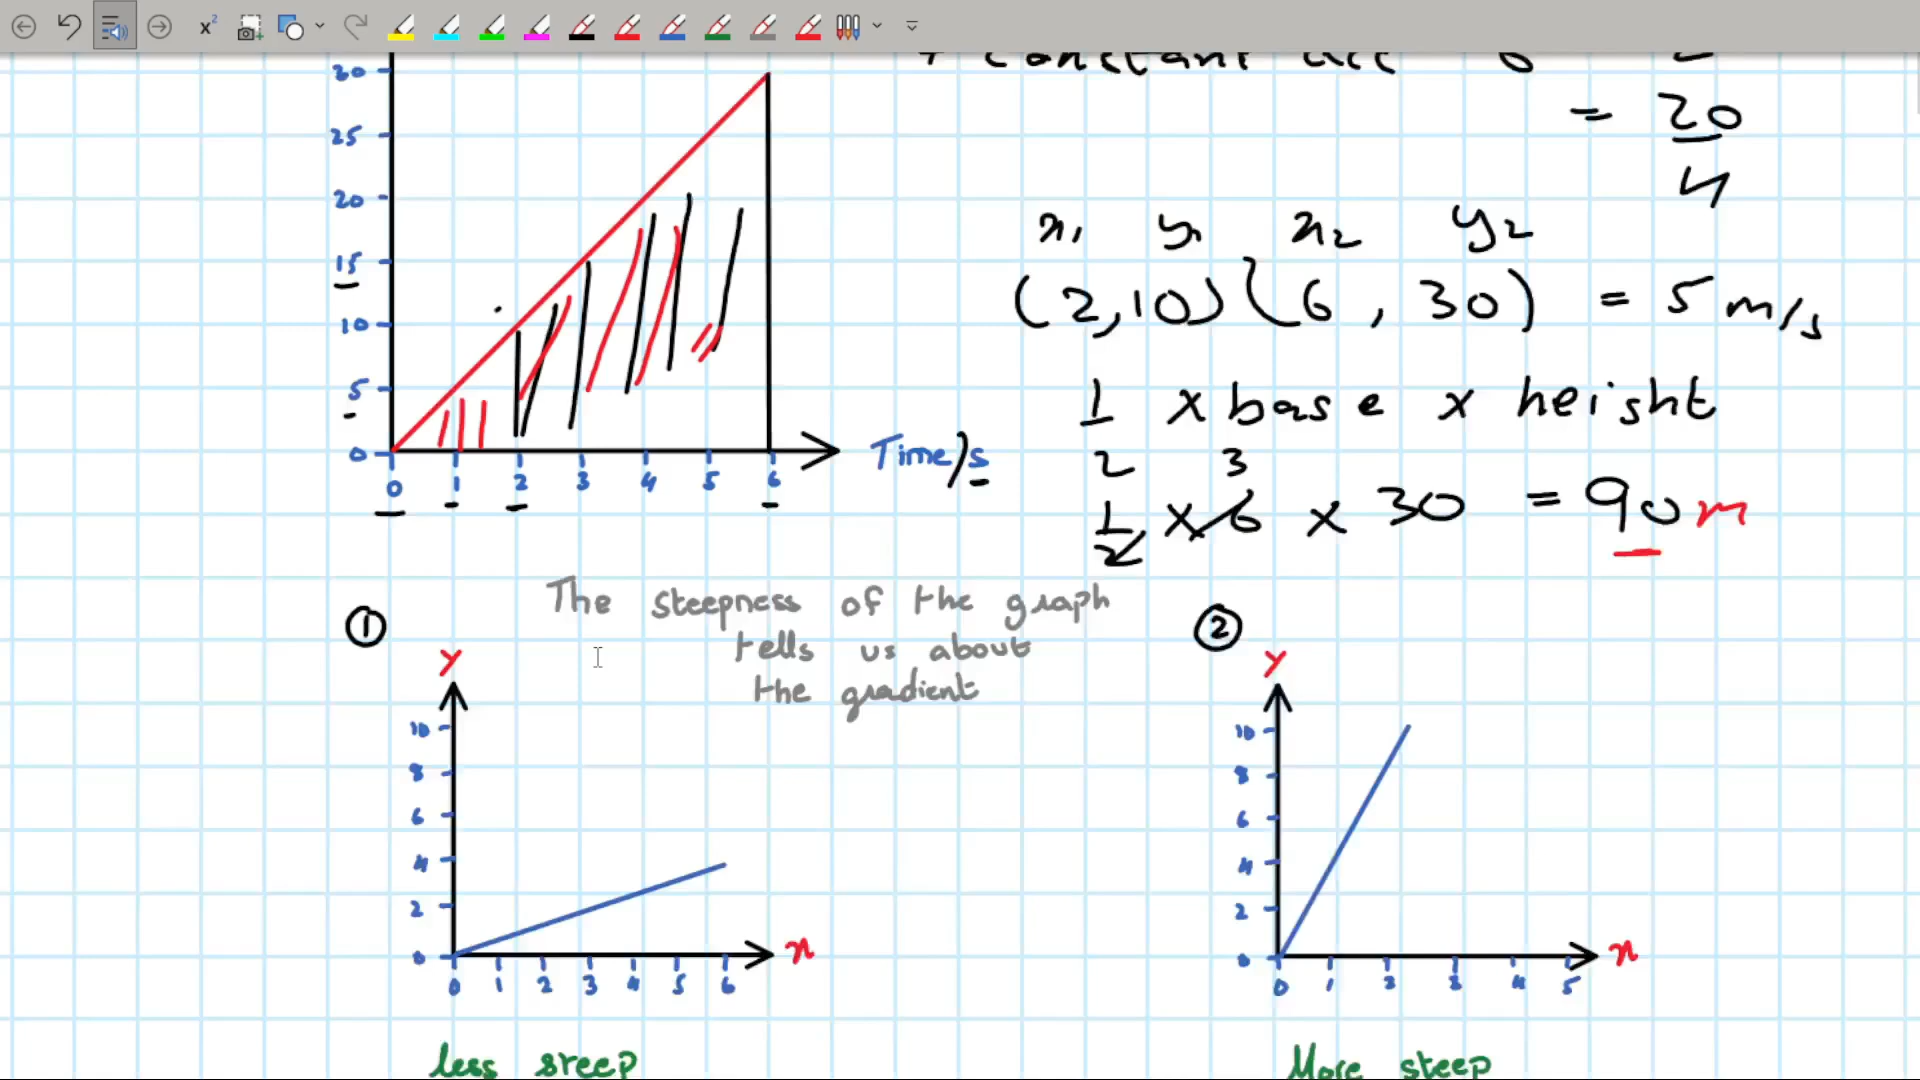 + constant acc
= 20
4
30
25
20
15
10
5
0
0 1 2 3 4 5 6
Time/s
x1 y1 x2 y2
(2,10)(6, 30) = 5m/s
1 x base x height
2 3
1 x 6 x 30 = 90m
2
The steepness of the graph
tells us about
the gradient
①
y
10
8
6
4
2
0
0 1 2 3 4 5 6
x
less steep
②
y
10
8
6
4
2
0
0 1 2 3 4 5
x
More steep